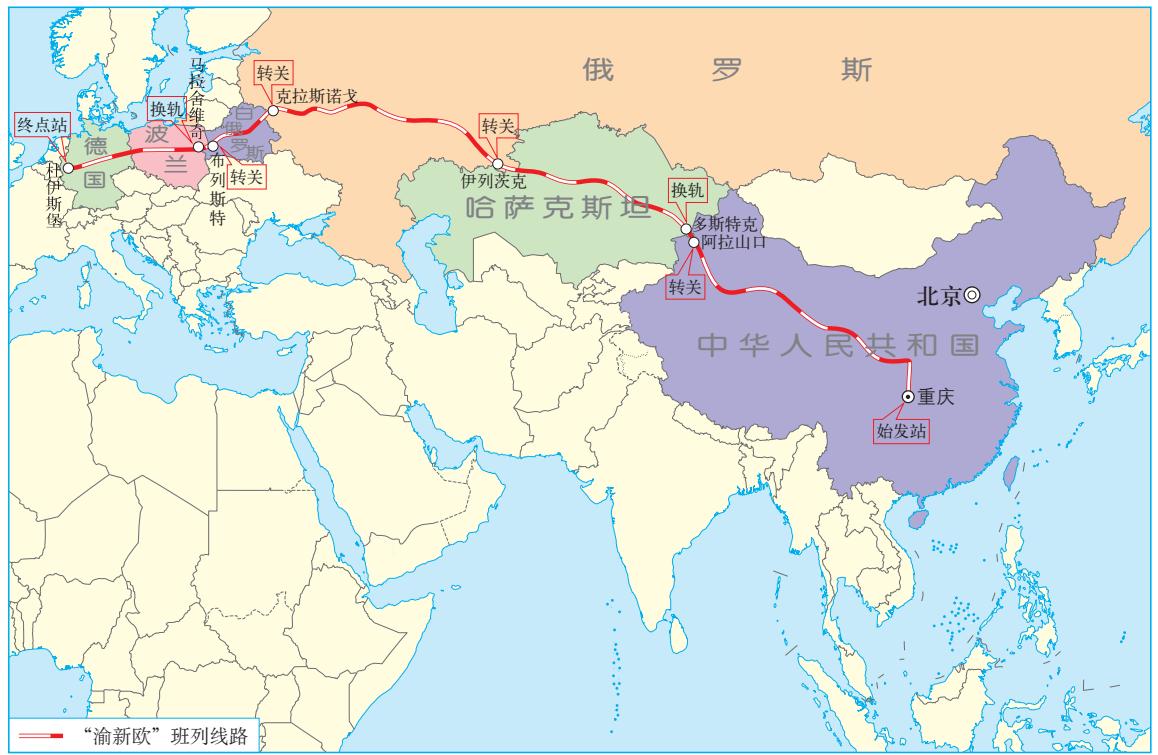 俄罗斯
转关
克拉斯诺戈
马拉舍维奇
换轨
终点站
白俄罗斯
波兰
德国
杜伊斯堡
布列斯特
转关
转关
伊列茨克
哈萨克斯坦
换轨
多斯特克
阿拉山口
转关
北京
中华人民共和国
重庆
始发站
“渝新欧”班列线路